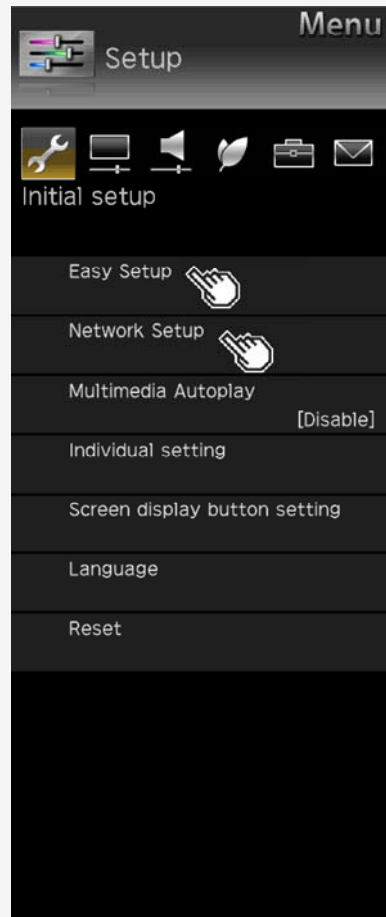 Menu
Setup
Initial setup
Easy Setup
Network Setup
Multimedia Autoplay
[Disable]
Individual setting
Screen display button setting
Language
Reset